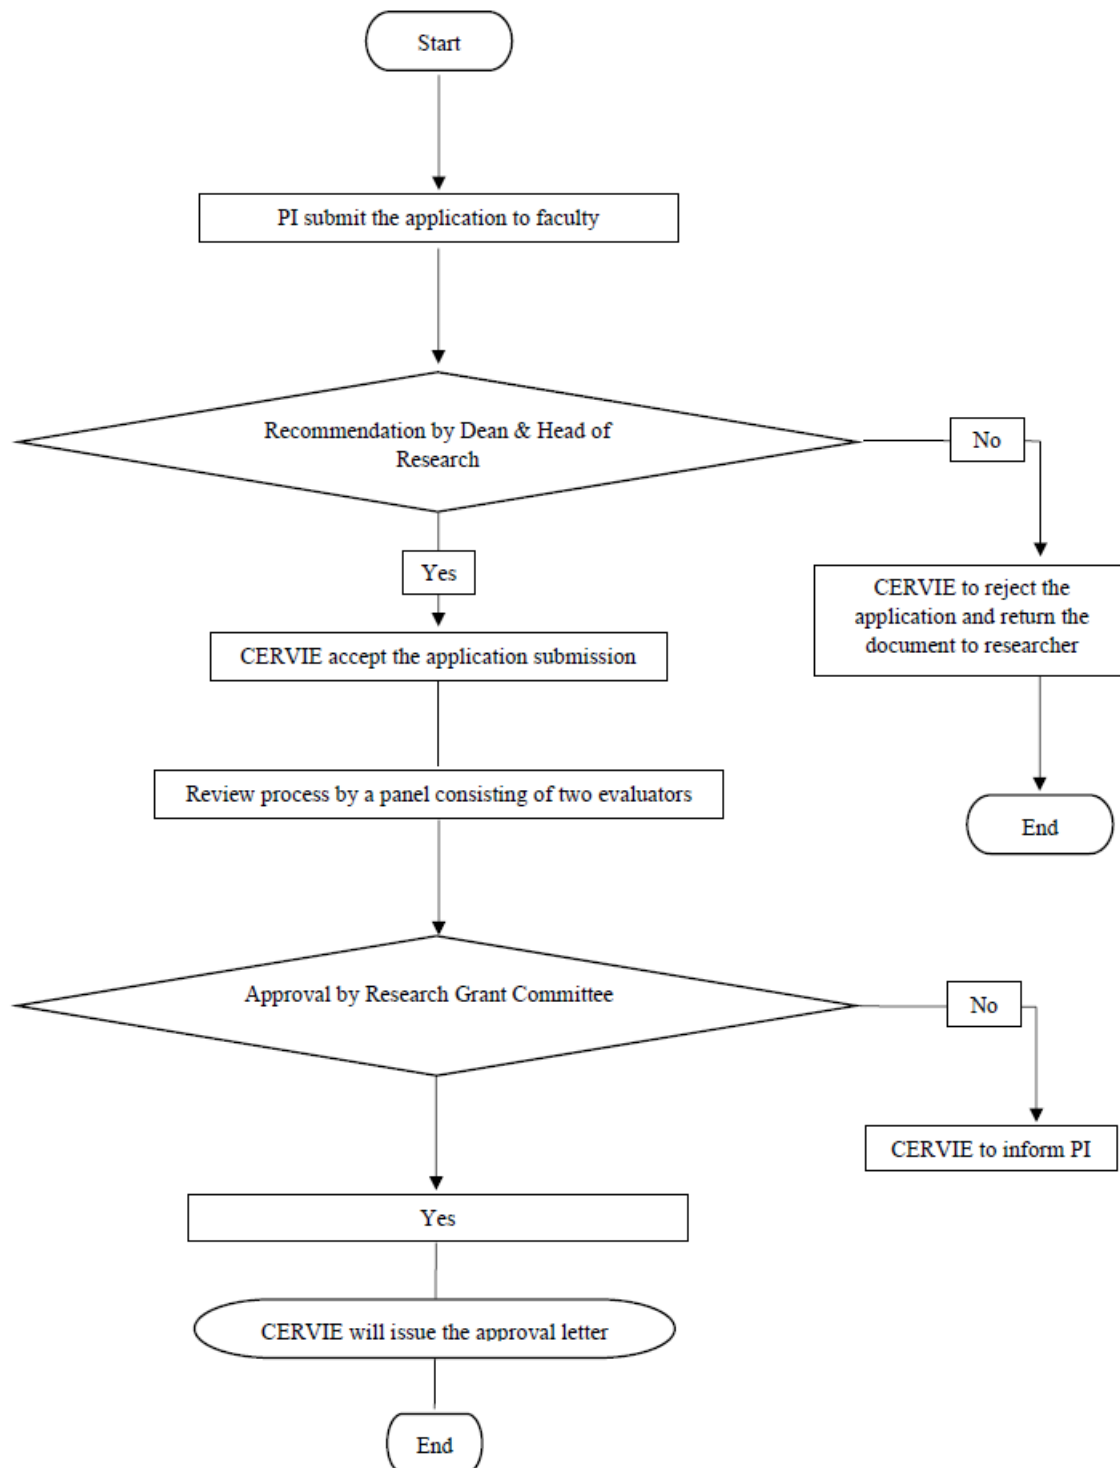 Start
PI submit the application to faculty
Recommendation by Dean & Head of
Research
No
Yes
CERVIE to reject the
application and return the
document to researcher
CERVIE accept the application submission
Review process by a panel consisting of two evaluators
End
Approval by Research Grant Committee
No
CERVIE to inform PI
Yes
CERVIE will issue the approval letter
End